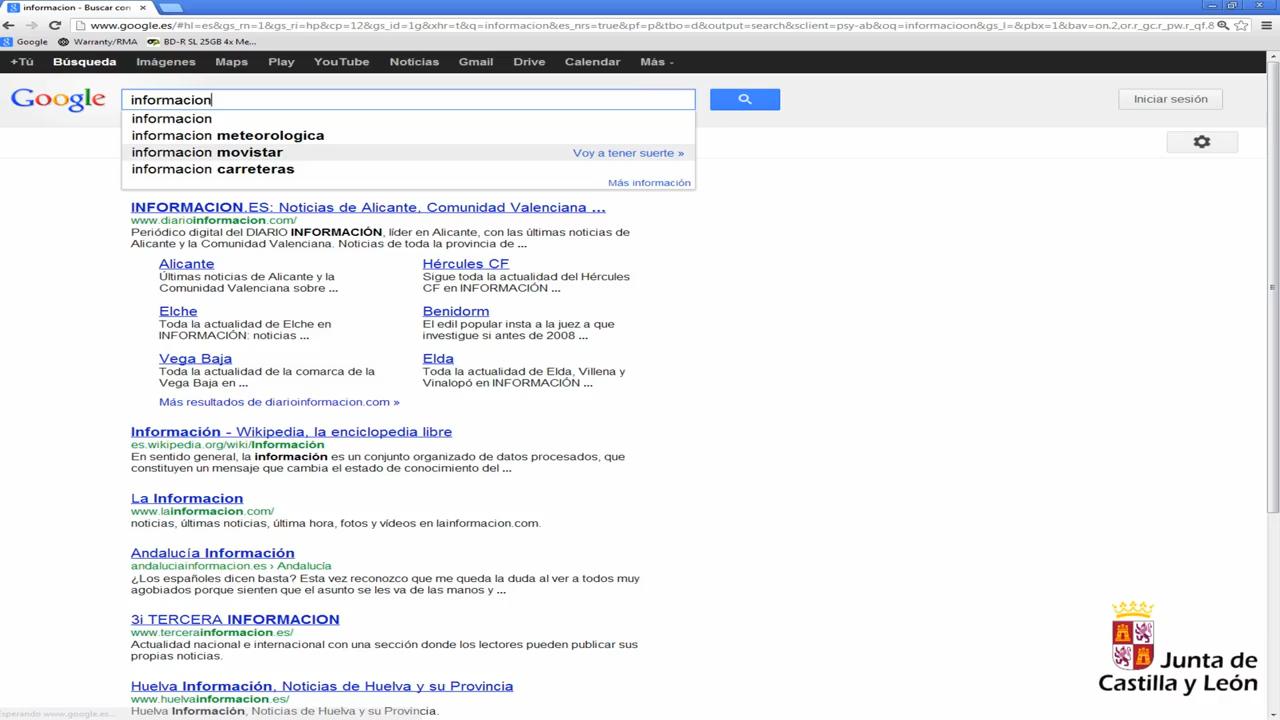 informacion - Buscar con
www.google.es/#hl=es&gs_rn=1&gs_ri=hp&cp=12&gs_id=1g&xhr=t&q=informacion&es_nrs=true&pf=p&tbo=d&output=search&sclient=psy-ab&oq=informacioon&gs_l=&pbx=1&bav=on.2,or.r_gc.r_pw.r_qf.&
Google Warranty/RMA BD-R SL 25GB 4x Me...
+Tú Búsqueda Imágenes Maps Play YouTube Noticias Gmail Drive Calendar Más
Google informacion Iniciar sesión
informacion
informacion meteorologica
informacion movistar Voy a tener suerte »
informacion carreteras
Más información
INFORMACION.ES: Noticias de Alicante, Comunidad Valenciana ...
www.diarioinformacion.com/
Periódico digital del DIARIO INFORMACIÓN, líder en Alicante, con las últimas noticias de
Alicante y la Comunidad Valenciana. Noticias de toda la provincia de ...
Alicante
Últimas noticias de Alicante y la
Comunidad Valenciana sobre ...
Hércules CF
Sigue toda la actualidad del Hércules
CF en INFORMACIÓN ...
Elche
Toda la actualidad de Elche en
INFORMACIÓN: noticias ...
Benidorm
El edil popular insta a la juez a que
investigue si antes de 2008 ...
Vega Baja
Toda la actualidad de la comarca de la
Vega Baja en ...
Elda
Toda la actualidad de Elda, Villena y
Vinalopó en INFORMACIÓN ...
Más resultados de diarioinformacion.com »
Información - Wikipedia, la enciclopedia libre
es.wikipedia.org/wiki/Información
En sentido general, la información es un conjunto organizado de datos procesados, que
constituyen un mensaje que cambia el estado de conocimiento del ...
La Informacion
www.lainformacion.com/
noticias, últimas noticias, última hora, fotos y vídeos en lainformacion.com.
Andalucía Información
andaluciainformacion.es › Andalucía
¿Los españoles dicen basta? Esta vez reconozco que me queda la duda al ver a todos muy
agobiados porque sienten que el asunto se les va de las manos y ...
3i TERCERA INFORMACION
www.tercerainformacion.es/
Actualidad nacional e internacional con una sección donde los lectores pueden publicar sus
propias noticias.
Huelva Información, Noticias de Huelva y su Provincia
www.huelvainformacion.es/
Huelva Información, Noticias de Huelva y su Provincia.
Esperando www.google.es...
Junta de
Castilla y León